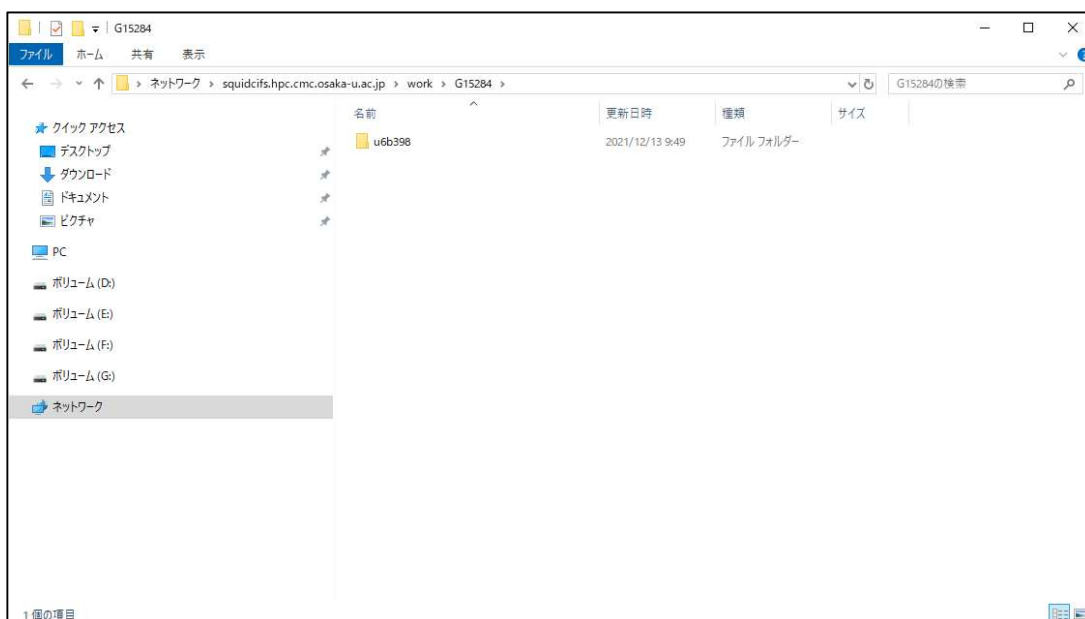 G15284
ファイル ホーム 共有 表示
ネットワーク › squidcifs.hpc.cmc.osaka-u.ac.jp › work › G15284 ›
G15284の検索
名前 更新日時 種類 サイズ
クイック アクセス
u6b398 2021/12/13 9:49 ファイル フォルダー
デスクトップ
ダウンロード
ドキュメント
ピクチャ
PC
ボリューム (D:)
ボリューム (E:)
ボリューム (F:)
ボリューム (G:)
ネットワーク
1 個の項目